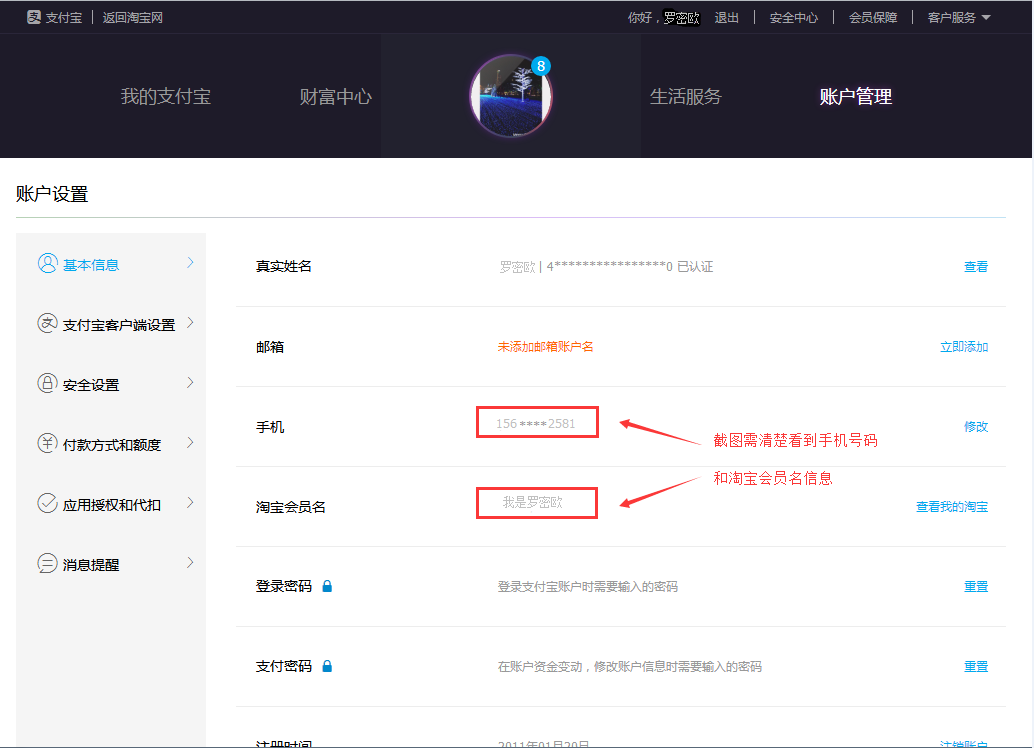 支 支付宝 | 返回淘宝网 你好，罗密欧 退出 | 安全中心 | 会员保障 | 客户服务
我的支付宝 财富中心 8 生活服务 账户管理
账户设置
基本信息
支付宝客户端设置
安全设置
付款方式和额度
应用授权和代扣
消息提醒
真实姓名 罗密欧 | 4****************0 已认证 查看
邮箱 未添加邮箱账户名 立即添加
手机 156 ****2581 修改
截图需清楚看到手机号码
和淘宝会员名信息
淘宝会员名 我是罗密欧 查看我的淘宝
登录密码 登录支付宝账户时需要输入的密码 重置
支付密码 在账户资金变动，修改账户信息时需要输入的密码 重置
注册时间 2011年01月20日 注销账户